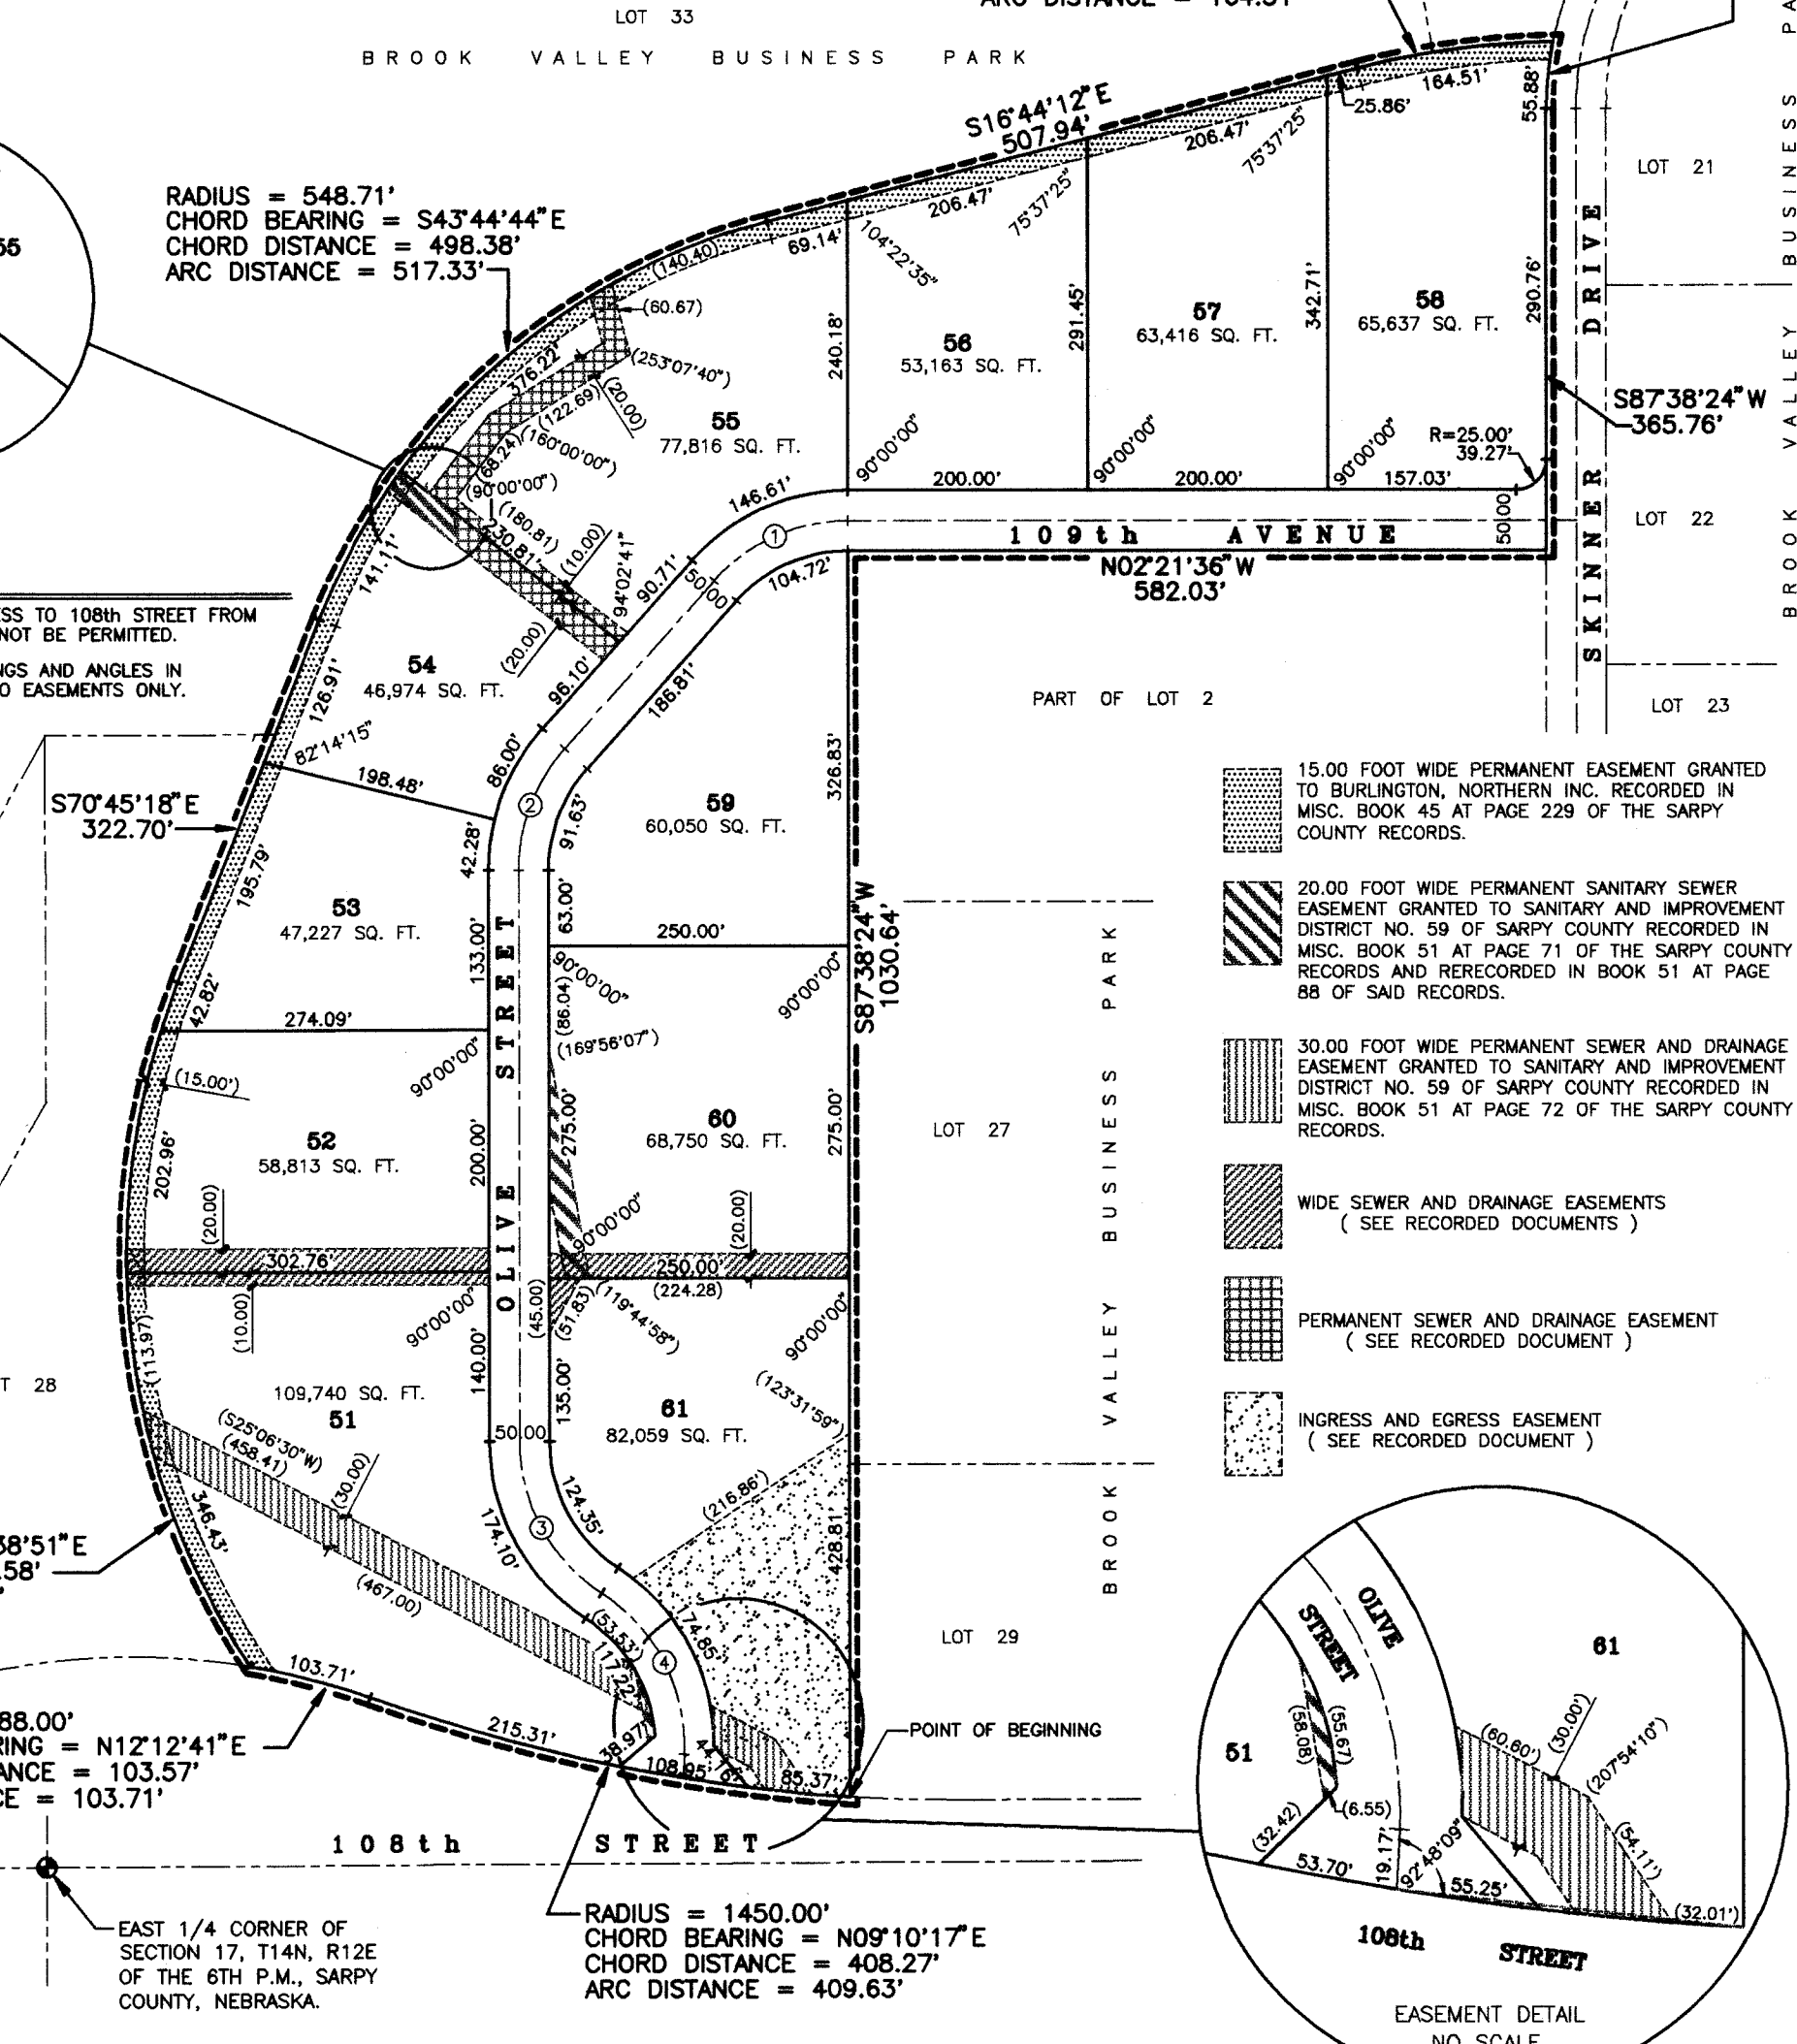 LOT 33
ARC DISTANCE = 164.51'
BROOK VALLEY BUSINESS PARK
S16°44'12"E
507.94'
164.51'
25.86'
55.88'
LOT 21
BROOK VALLEY BUSINESS PA
RADIUS = 548.71'
CHORD BEARING = S43°44'44"E
CHORD DISTANCE = 498.38'
ARC DISTANCE = 517.33'
55
206.47'
75°37'25"
206.47'
75°37'25"
69.14'
104°22'35"
(140.40)
(60.67)
376.22'
(253°07'40")
(20.00)
(122.69)
(68.24)
(160°00'00")
(90°00'00")
(180.81)
230.81'
(10.00)
94°02'41"
55
77,816 SQ. FT.
240.18'
56
53,163 SQ. FT.
291.45'
57
63,416 SQ. FT.
342.71'
58
65,637 SQ. FT.
290.76'
SKINNER DRIVE
S87°38'24"W
365.76'
R=25.00'
39.27'
90°00'00"
90°00'00"
90°00'00"
200.00'
200.00'
157.03'
50.00
LOT 22
146.61'
1
109th AVENUE
N02°21'36"W
582.03'
90.71'
50.00
104.72'
141.11'
SS TO 108th STREET FROM
NOT BE PERMITTED.
NGS AND ANGLES IN
O EASEMENTS ONLY.
54
46,974 SQ. FT.
(20.00)
96.10'
186.81'
126.91'
82°14'15"
198.48'
86.00'
2
91.63'
326.83'
PART OF LOT 2
LOT 23
S70°45'18"E
322.70'
59
60,050 SQ. FT.
42.28'
195.79'
53
47,227 SQ. FT.
133.00'
63.00'
250.00'
S87°38'24"W
1030.64'
42.82'
274.09'
90°00'00"
90°00'00"
90°00'00"
(86.04)
(169°56'07")
(15.00')
OLIVE STREET
52
58,813 SQ. FT.
202.96'
200.00'
275.00'
60
68,750 SQ. FT.
275.00'
LOT 27
BROOK VALLEY BUSINESS PARK
(20.00)
90°00'00"
(20.00)
302.76'
250.00'
(224.28)
(10.00)
90°00'00"
(45.00)
(51.83)
(119°44'58")
90°00'00"
(113.97)
140.00'
135.00'
T 28
109,740 SQ. FT.
51
61
82,059 SQ. FT.
(123°31'59")
(S25°06'30"W)
(458.41)
(30.00)
50.00
(216.86')
346.43'
174.10'
3
124.35'
428.81'
38'51"E
.58'
(467.00)
(53.53)
174.85'
4
LOT 29
103.71'
117.22'
88.00'
RING = N12°12'41"E
ANCE = 103.57'
CE = 103.71'
215.31'
38.97'
108.95'
44.16'
85.37'
POINT OF BEGINNING
108th STREET
EAST 1/4 CORNER OF
SECTION 17, T14N, R12E
OF THE 6TH P.M., SARPY
COUNTY, NEBRASKA.
RADIUS = 1450.00'
CHORD BEARING = N09°10'17"E
CHORD DISTANCE = 408.27'
ARC DISTANCE = 409.63'
15.00 FOOT WIDE PERMANENT EASEMENT GRANTED
TO BURLINGTON, NORTHERN INC. RECORDED IN
MISC. BOOK 45 AT PAGE 229 OF THE SARPY
COUNTY RECORDS.
20.00 FOOT WIDE PERMANENT SANITARY SEWER
EASEMENT GRANTED TO SANITARY AND IMPROVEMENT
DISTRICT NO. 59 OF SARPY COUNTY RECORDED IN
MISC. BOOK 51 AT PAGE 71 OF THE SARPY COUNTY
RECORDS AND RERECORDED IN BOOK 51 AT PAGE
88 OF SAID RECORDS.
30.00 FOOT WIDE PERMANENT SEWER AND DRAINAGE
EASEMENT GRANTED TO SANITARY AND IMPROVEMENT
DISTRICT NO. 59 OF SARPY COUNTY RECORDED IN
MISC. BOOK 51 AT PAGE 72 OF THE SARPY COUNTY
RECORDS.
WIDE SEWER AND DRAINAGE EASEMENTS
( SEE RECORDED DOCUMENTS )
PERMANENT SEWER AND DRAINAGE EASEMENT
( SEE RECORDED DOCUMENT )
INGRESS AND EGRESS EASEMENT
( SEE RECORDED DOCUMENT )
OLIVE
STREET
61
51
(58.08)
(55.67)
(60.60')
(30.00')
(207°54'10")
(6.55)
(32.42)
(54.11')
53.70'
19.17'
92°48'09"
55.25'
(32.01')
108th STREET
EASEMENT DETAIL
NO SCALE